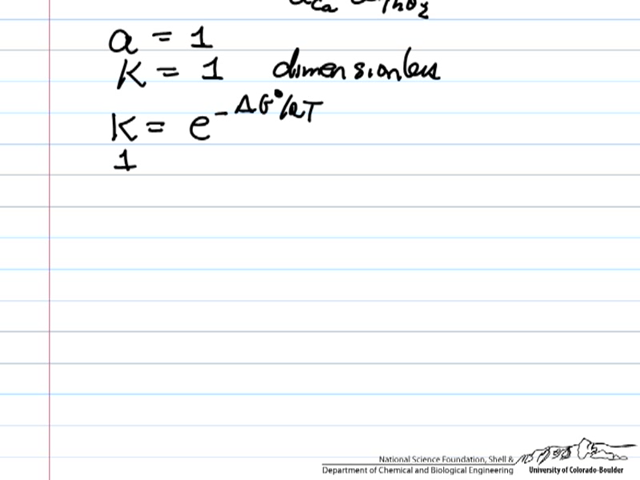 a = 1
K = 1 dimensionless
K = e^-ΔG°/RT
1
National Science Foundation, Shell &
Department of Chemical and Biological Engineering
University of Colorado-Boulder